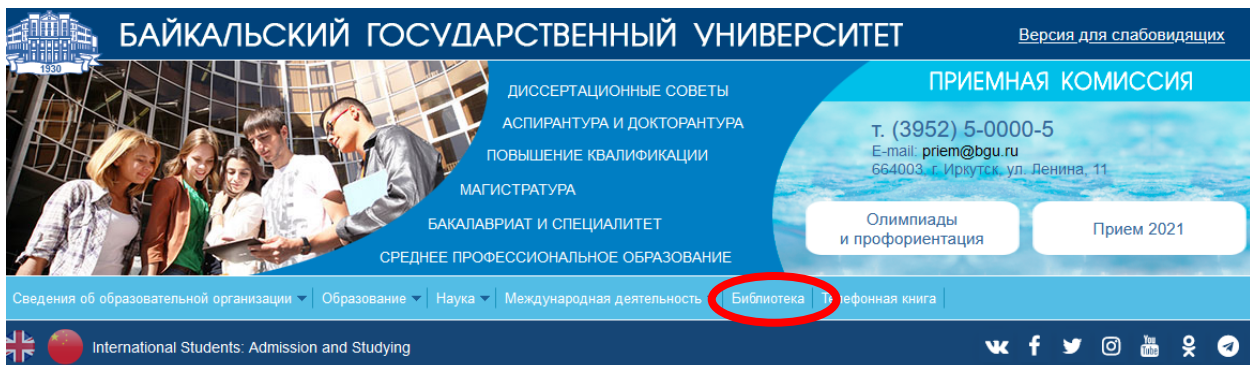 БАЙКАЛЬСКИЙ ГОСУДАРСТВЕННЫЙ УНИВЕРСИТЕТ
Версия для слабовидящих
1930
ДИССЕРТАЦИОННЫЕ СОВЕТЫ
АСПИРАНТУРА И ДОКТОРАНТУРА
ПОВЫШЕНИЕ КВАЛИФИКАЦИИ
МАГИСТРАТУРА
БАКАЛАВРИАТ И СПЕЦИАЛИТЕТ
СРЕДНЕЕ ПРОФЕССИОНАЛЬНОЕ ОБРАЗОВАНИЕ
ПРИЕМНАЯ КОМИССИЯ
т. (3952) 5-0000-5
E-mail: priem@bgu.ru
664003, г. Иркутск, ул. Ленина, 11
Олимпиады
и профориентация
Прием 2021
Сведения об образовательной организации Образование Наука Международная деятельность Библиотека Телефонная книга
International Students: Admission and Studying
You Tube